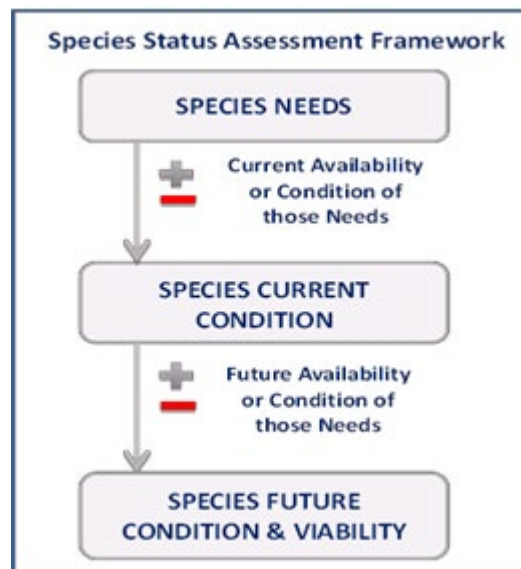 Species Status Assessment Framework
SPECIES NEEDS
Current Availability
or Condition of
those Needs
SPECIES CURRENT
CONDITION
Future Availability
or Condition of
those Needs
SPECIES FUTURE
CONDITION & VIABILITY